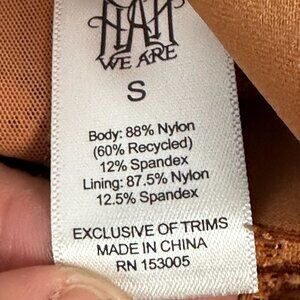 HAH
WE ARE
S
Body: 88% Nylon
(60% Recycled)
12% Spandex
Lining: 87.5% Nylon
12.5% Spandex
EXCLUSIVE OF TRIMS
MADE IN CHINA
RN 153005